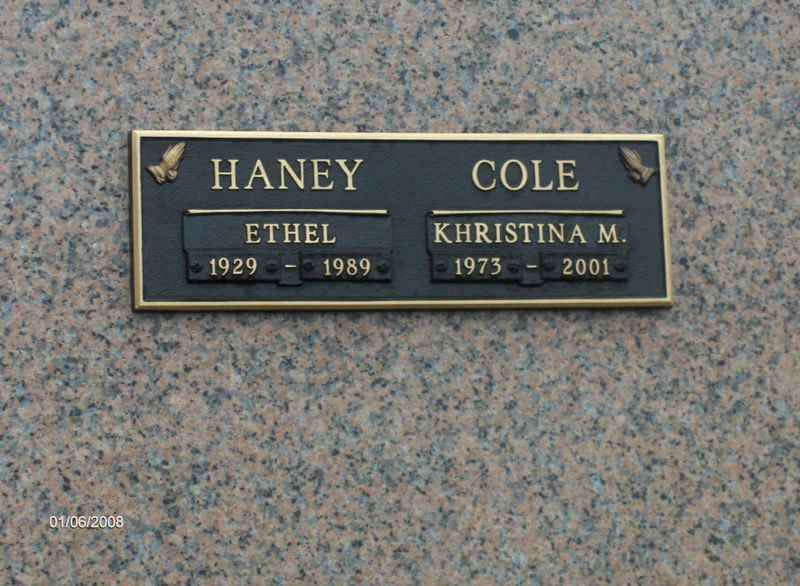 HANEY
ETHEL
1929 – 1989
COLE
KHRISTINA M.
1973 – 2001
01/06/2008